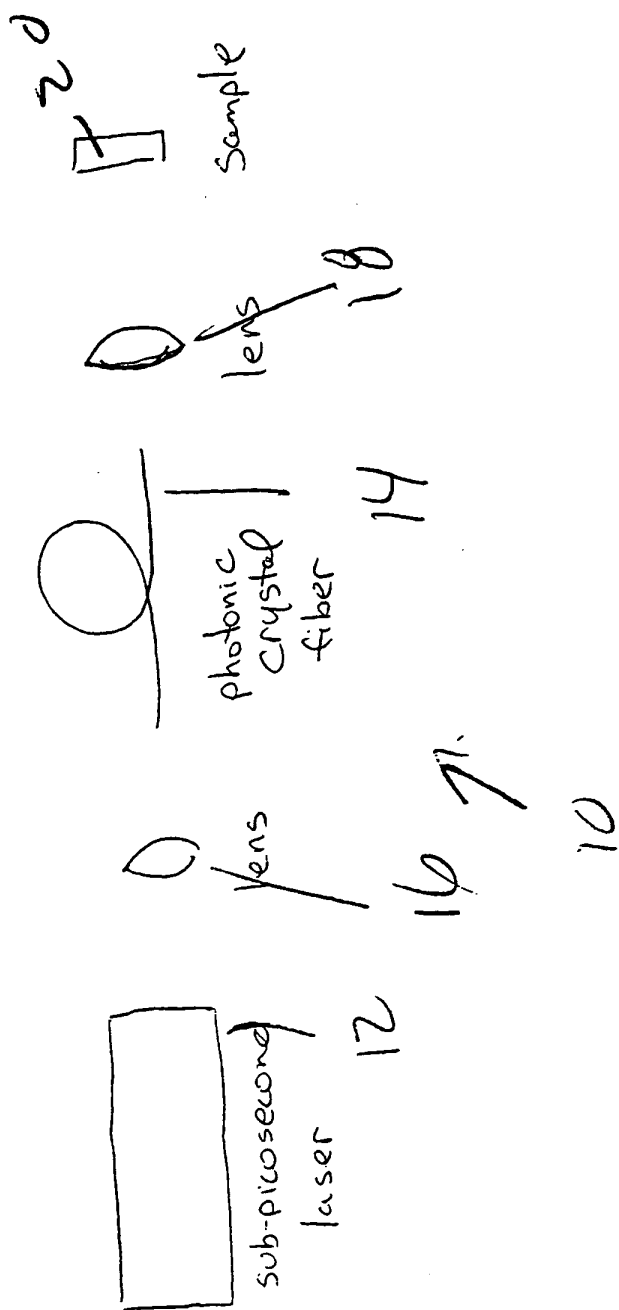 sub-picosecond
laser
12
lens
16
10
photonic
crystal
fiber
14
lens
18
sample
20